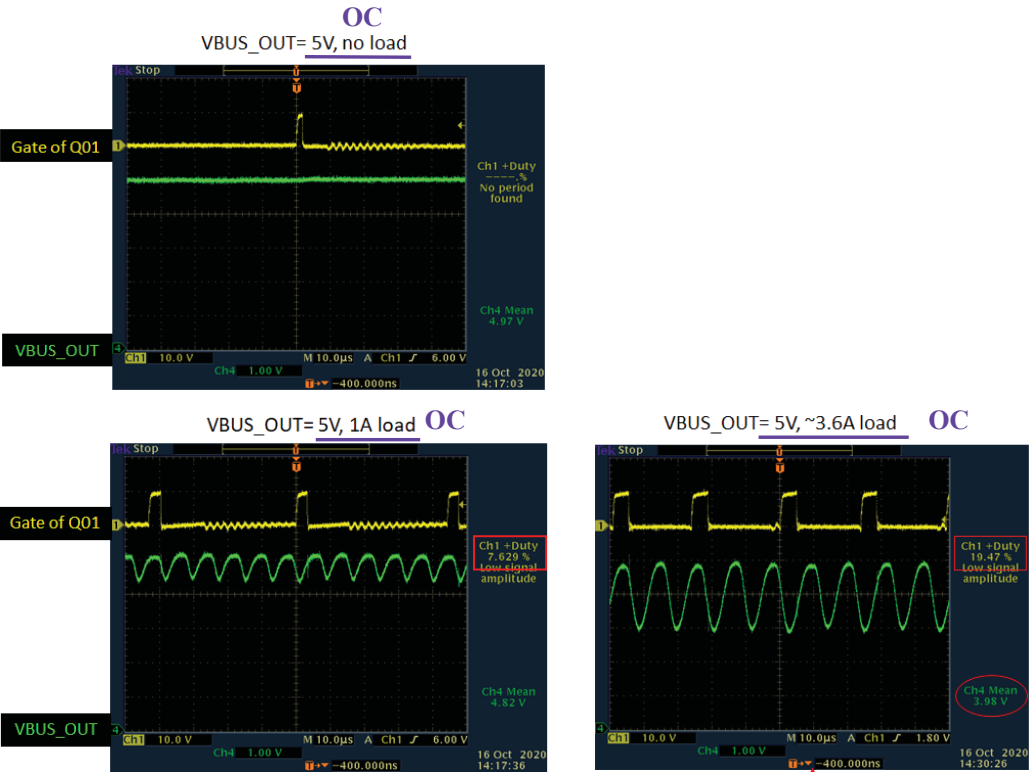 OC
VBUS_OUT= 5V, no load
Tek Stop
Gate of Q01
1
Ch1 +Duty
----.%
No period
found
Ch4 Mean
4.97 V
VBUS_OUT
4
Ch1 10.0 V M 10.0µs A Ch1 ∫ 6.00 V
Ch4 1.00 V
T→▼ -400.000ns
16 Oct 2020
14:17:03
VBUS_OUT= 5V, 1A load OC
Tek Stop
Gate of Q01
1
Ch1 +Duty
7.629 %
Low signal
amplitude
Ch4 Mean
4.82 V
VBUS_OUT
4
Ch1 10.0 V M 10.0µs A Ch1 ∫ 6.00 V
Ch4 1.00 V
T→▼ -400.000ns
16 Oct 2020
14:17:36
VBUS_OUT= 5V, ~3.6A load OC
Tek Stop
1
Ch1 +Duty
19.47 %
Low signal
amplitude
Ch4 Mean
3.98 V
4
Ch1 10.0 V M 10.0µs A Ch1 ∫ 1.80 V
Ch4 1.00 V
T→▼ -400.000ns
16 Oct 2020
14:30:26